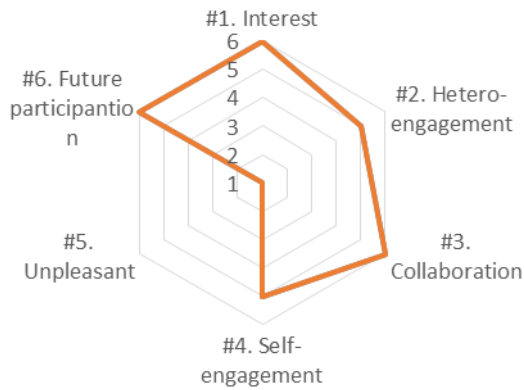 #1. Interest
6
5
4
3
2
1
#2. Hetero-
engagement
#3.
Collaboration
#4. Self-
engagement
#5.
Unpleasant
#6. Future
participantio
n